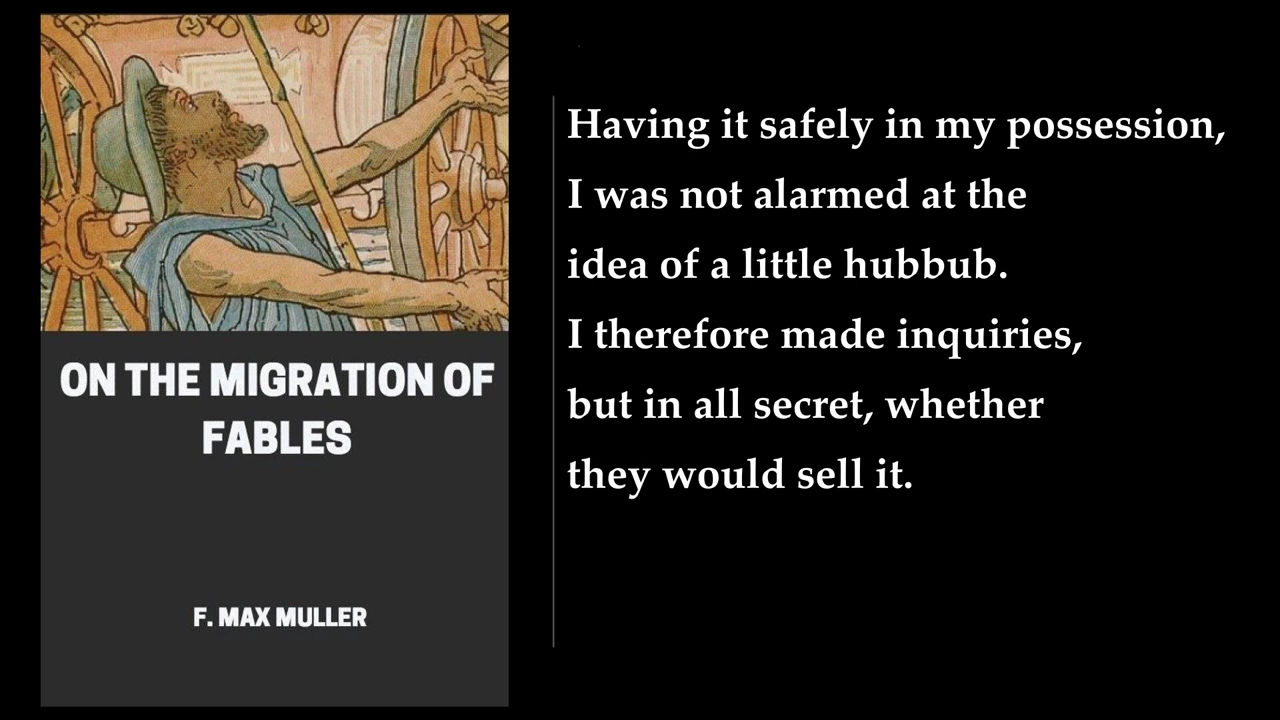 ON THE MIGRATION OF
FABLES
F. MAX MULLER
Having it safely in my possession,
I was not alarmed at the
idea of a little hubbub.
I therefore made inquiries,
but in all secret, whether
they would sell it.